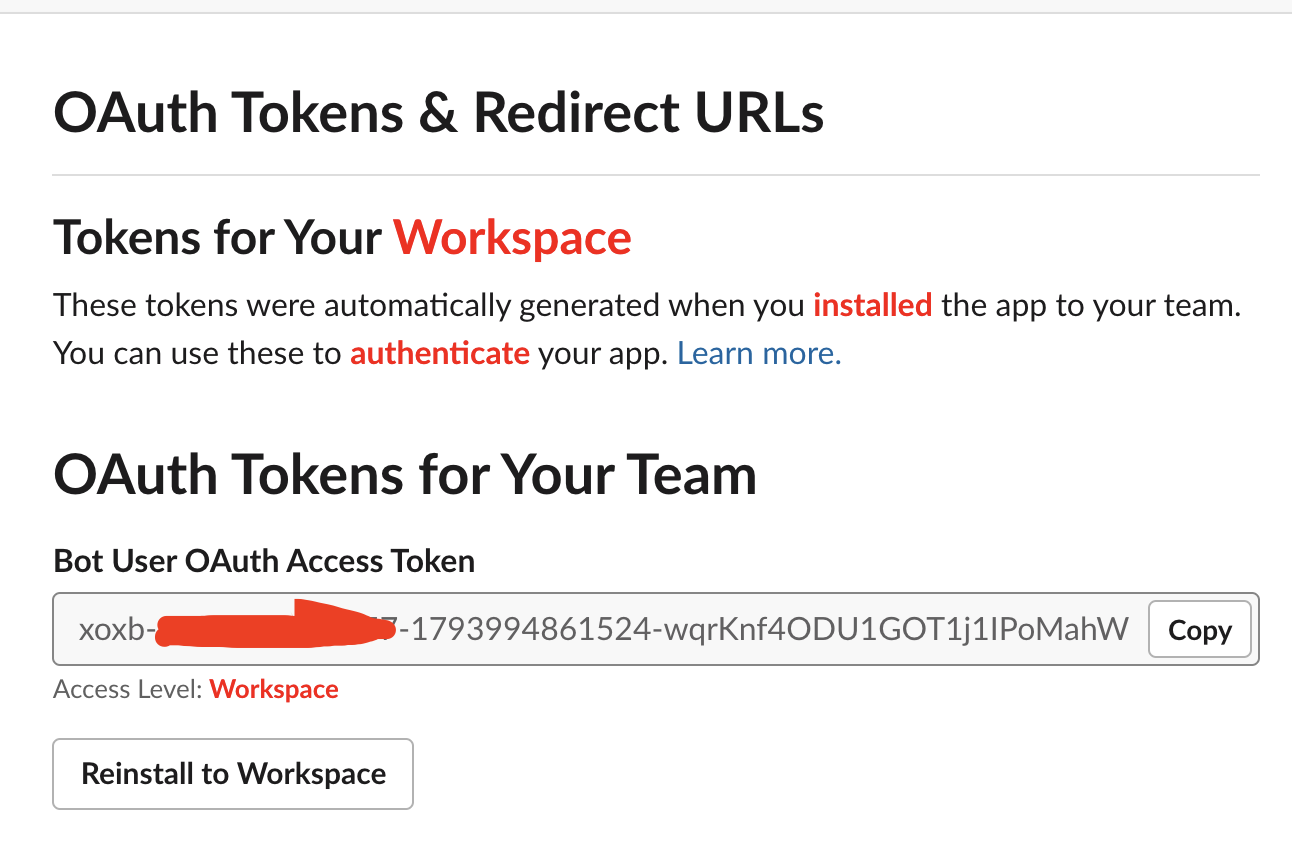 OAuth Tokens & Redirect URLs
Tokens for Your Workspace
These tokens were automatically generated when you installed the app to your team.
You can use these to authenticate your app. Learn more.
OAuth Tokens for Your Team
Bot User OAuth Access Token
xoxb- -1793994861524-wqrKnf4ODU1GOT1j1IPoMahW Copy
Access Level: Workspace
Reinstall to Workspace